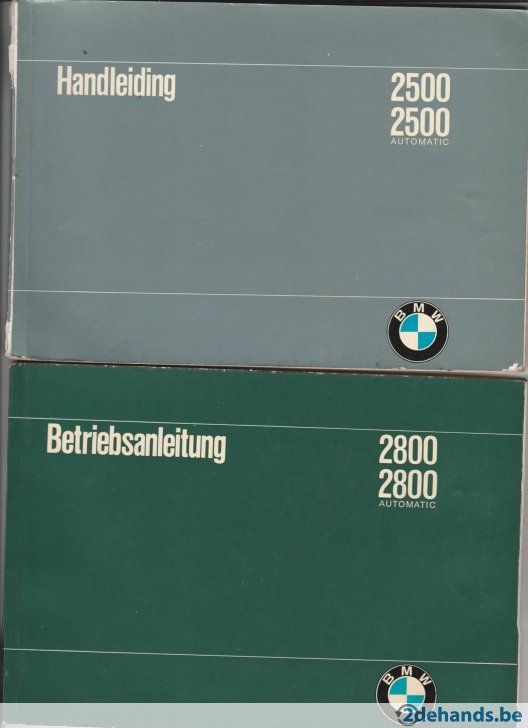 Handleiding
2500
2500
AUTOMATIC
BMW
Betriebsanleitung
2800
2800
AUTOMATIC
BMW
2dehands.be